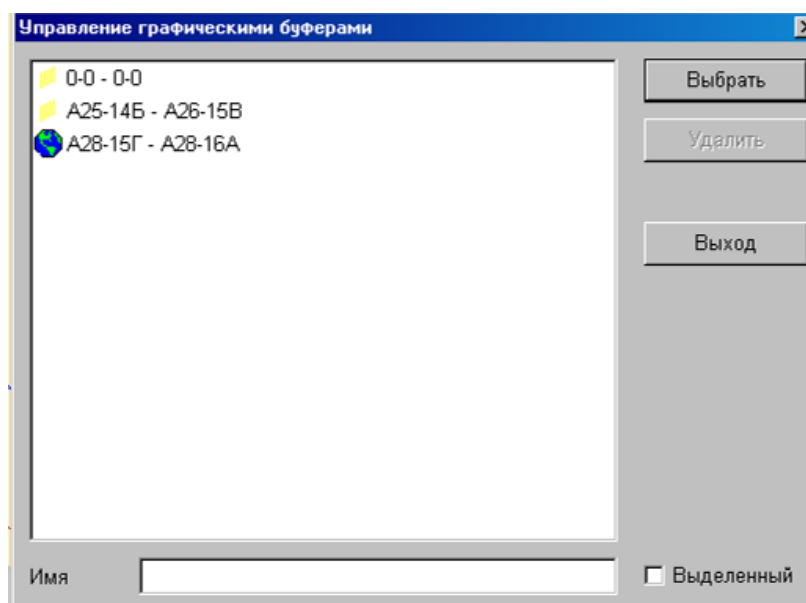 Управление графическими буферами
0-0 - 0-0
А25-14Б - А26-15В
А28-15Г - А28-16А
Выбрать
Удалить
Выход
Имя
Выделенный